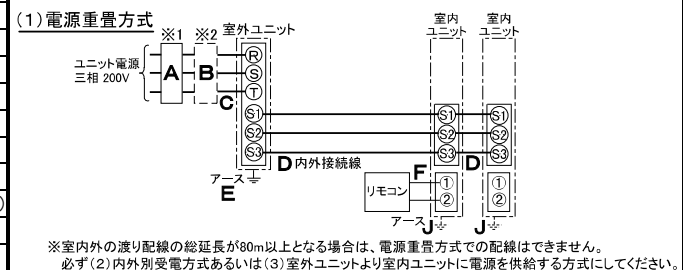 (1)電源重畳方式
※1 ※2 室外ユニット
室内
ユニット
室内
ユニット
ユニット電源
三相 200V
A
B
C
R
S
T
S1
S2
S3
S1
S2
S3
S1
S2
S3
D 内外接続線
D
アース
E
F
リモコン
①
②
①
②
アース J
J
※室内外の渡り配線の総延長が80m以上となる場合は、電源重畳方式での配線はできません。
必ず(2)内外別受電方式あるいは(3)室外ユニットより室内ユニットに電源を供給する方式にしてください。